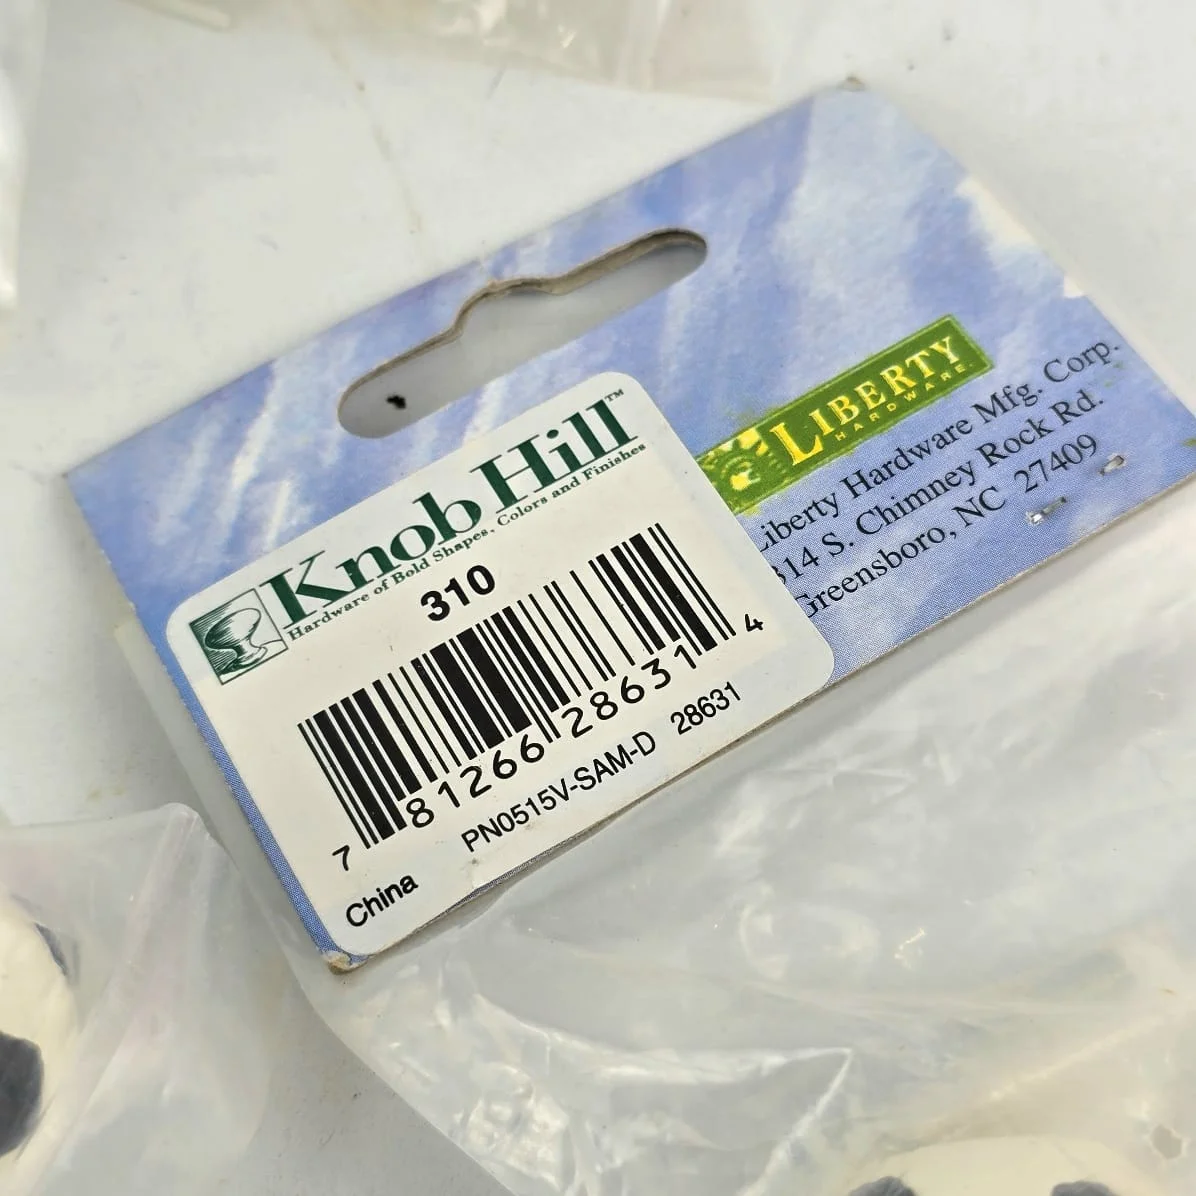 Knob Hill™
Hardware of Bold Shapes, Colors and Finishes
310
7 81266 28631 4
PN0515V-SAM-D 28631
China
LIBERTY
HARDWARE
Liberty Hardware Mfg. Corp.
S. Chimney Rock Rd.
Greensboro, NC 27409